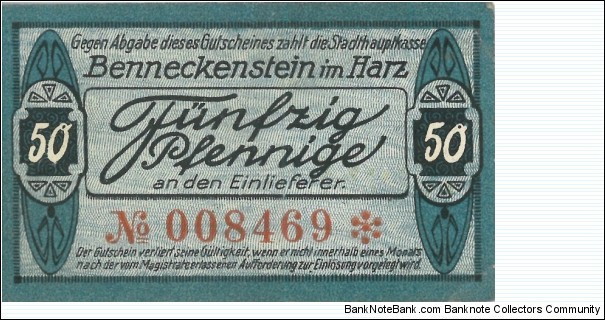 Gegen Abgabe dieses Gutscheines zahlt die Stadthauptkasse
Benneckenstein im Harz
50
Fünfzig
Pfennige
50
an den Einlieferer.
No 008469 *
Der Gutschein verliert seine Gültigkeit, wenn er nicht innerhalb eines Monats
nach der vom Magistrat erlassenen Aufforderung zur Einlösung vorgelegt wird.
BankNoteBank.com Banknote Collectors Community